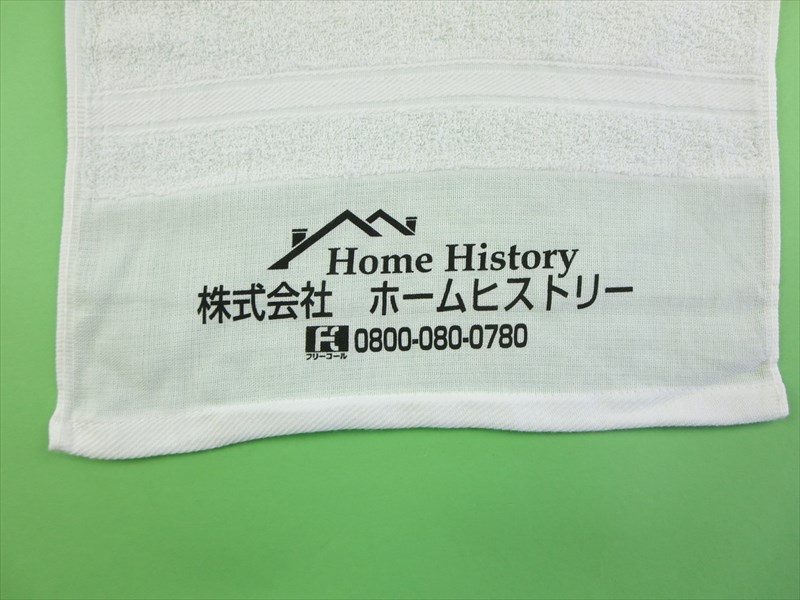 Home History
株式会社　ホームヒストリー
フリーコール 0800-080-0780